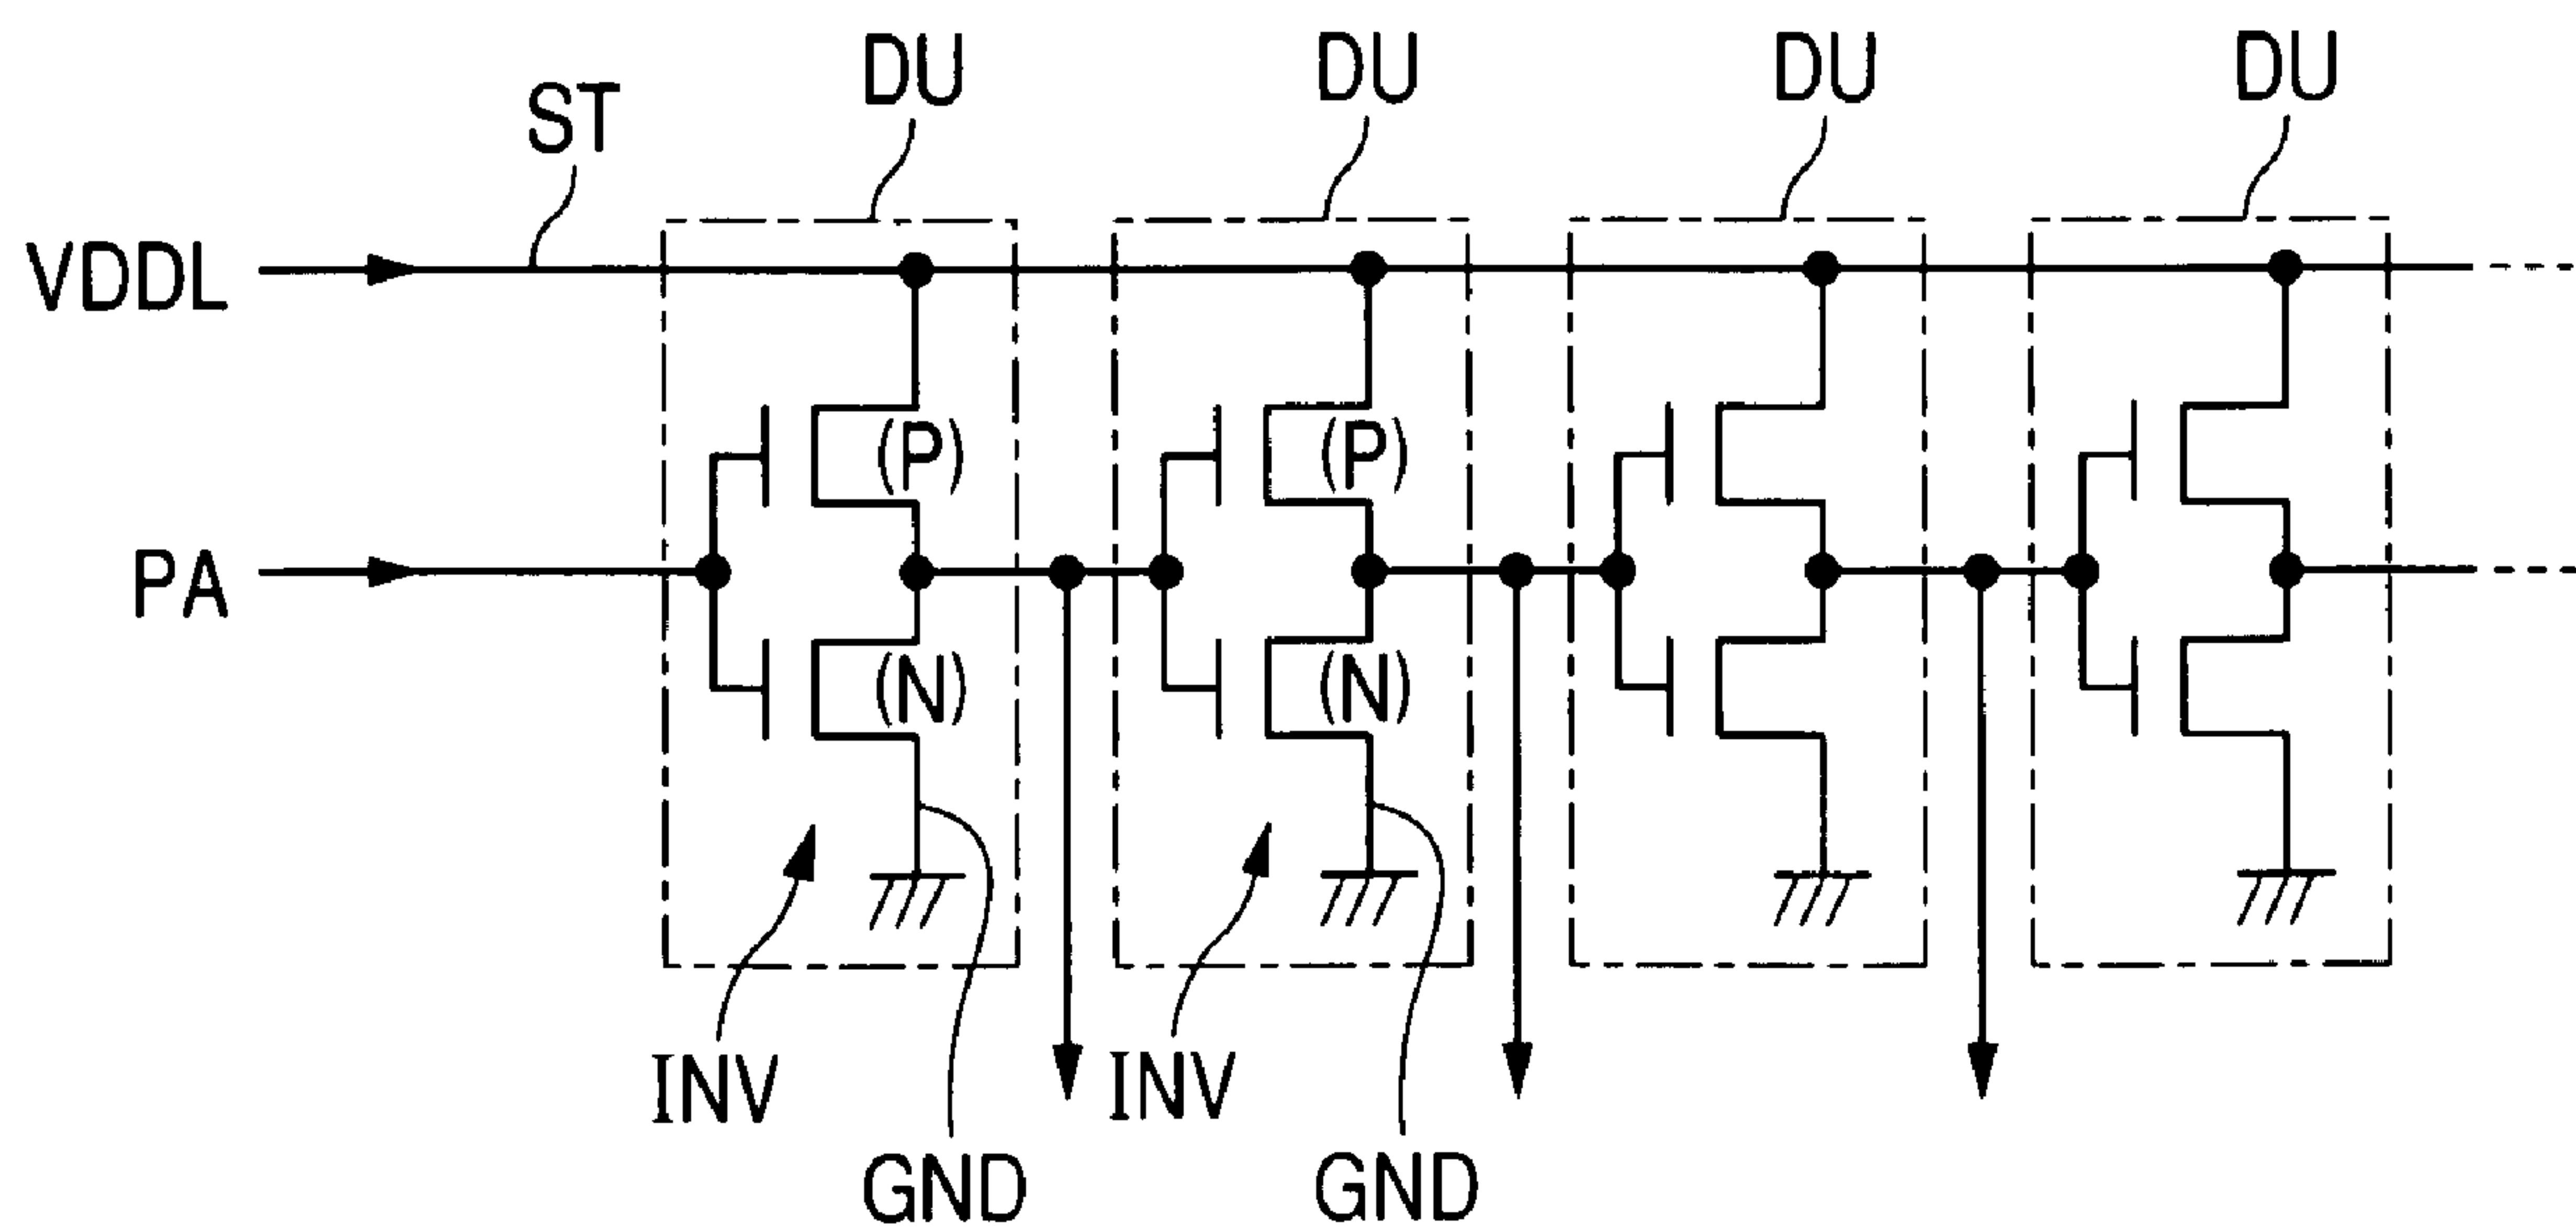 DU DU DU DU
ST
VDDL
(P) (P)
PA
(N) (N)
INV INV
GND GND